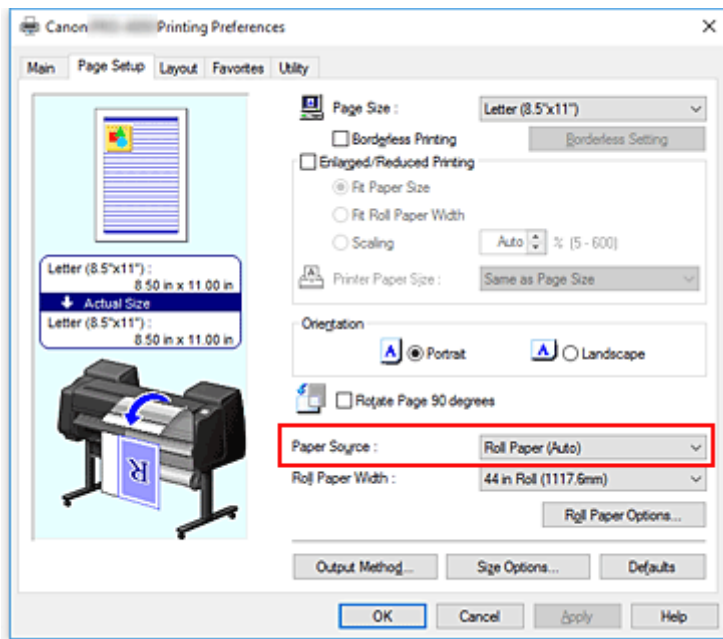 Canon Printing Preferences
Main Page Setup Layout Favorites Utility
Page Size : Letter (8.5"x11")
Borderless Printing Borderless Setting
Enlarged/Reduced Printing
Fit Paper Size
Fit Roll Paper Width
Scaling Auto % (5 - 600)
Printer Paper Size : Same as Page Size
Letter (8.5"x11") :
8.50 in x 11.00 in
Actual Size
Letter (8.5"x11") :
8.50 in x 11.00 in
Orientation
A Portrait A Landscape
Rotate Page 90 degrees
Paper Source : Roll Paper (Auto)
Roll Paper Width : 44 in Roll (1117.6mm)
R
Roll Paper Options...
Output Method... Size Options... Defaults
OK Cancel Apply Help